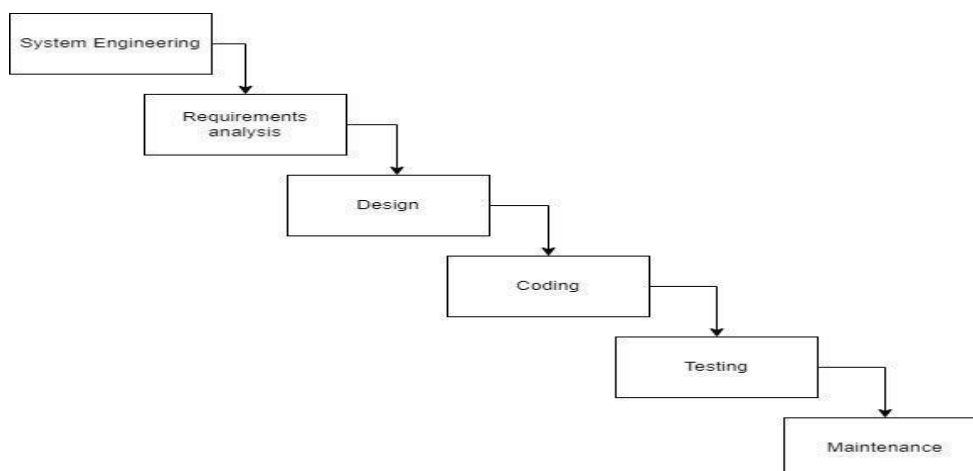 System Engineering
Requirements
analysis
Design
Coding
Testing
Maintenance